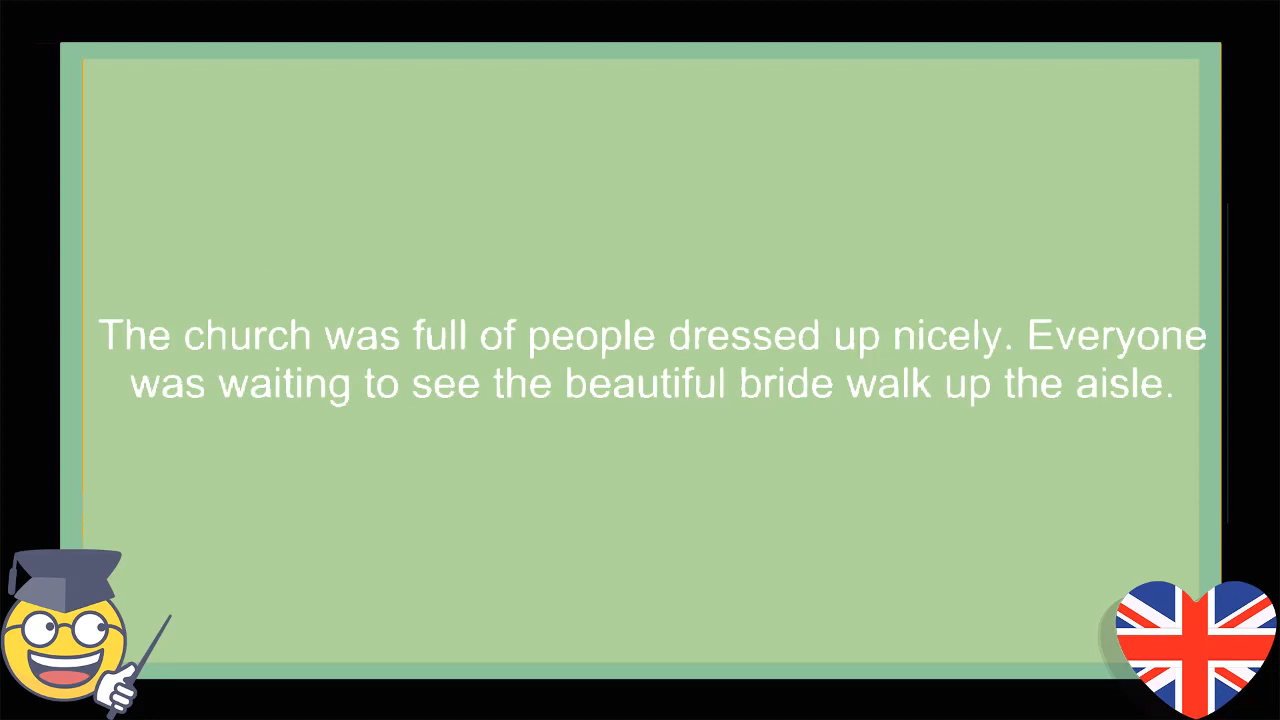 The church was full of people dressed up nicely. Everyone
was waiting to see the beautiful bride walk up the aisle.